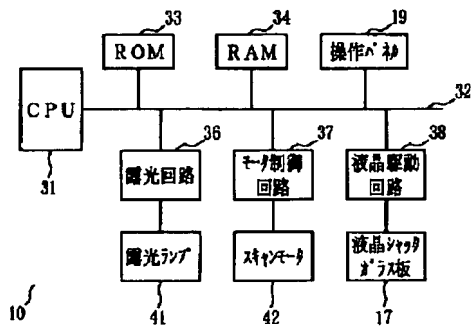 33
34
19
ROM
RAM
操作パネル
32
CPU
31
36
37
38
露光回路
モータ制御
回路
液晶駆動
回路
露光ランプ
スキャンモータ
液晶シャッタ
ガラス板
10
41
42
17